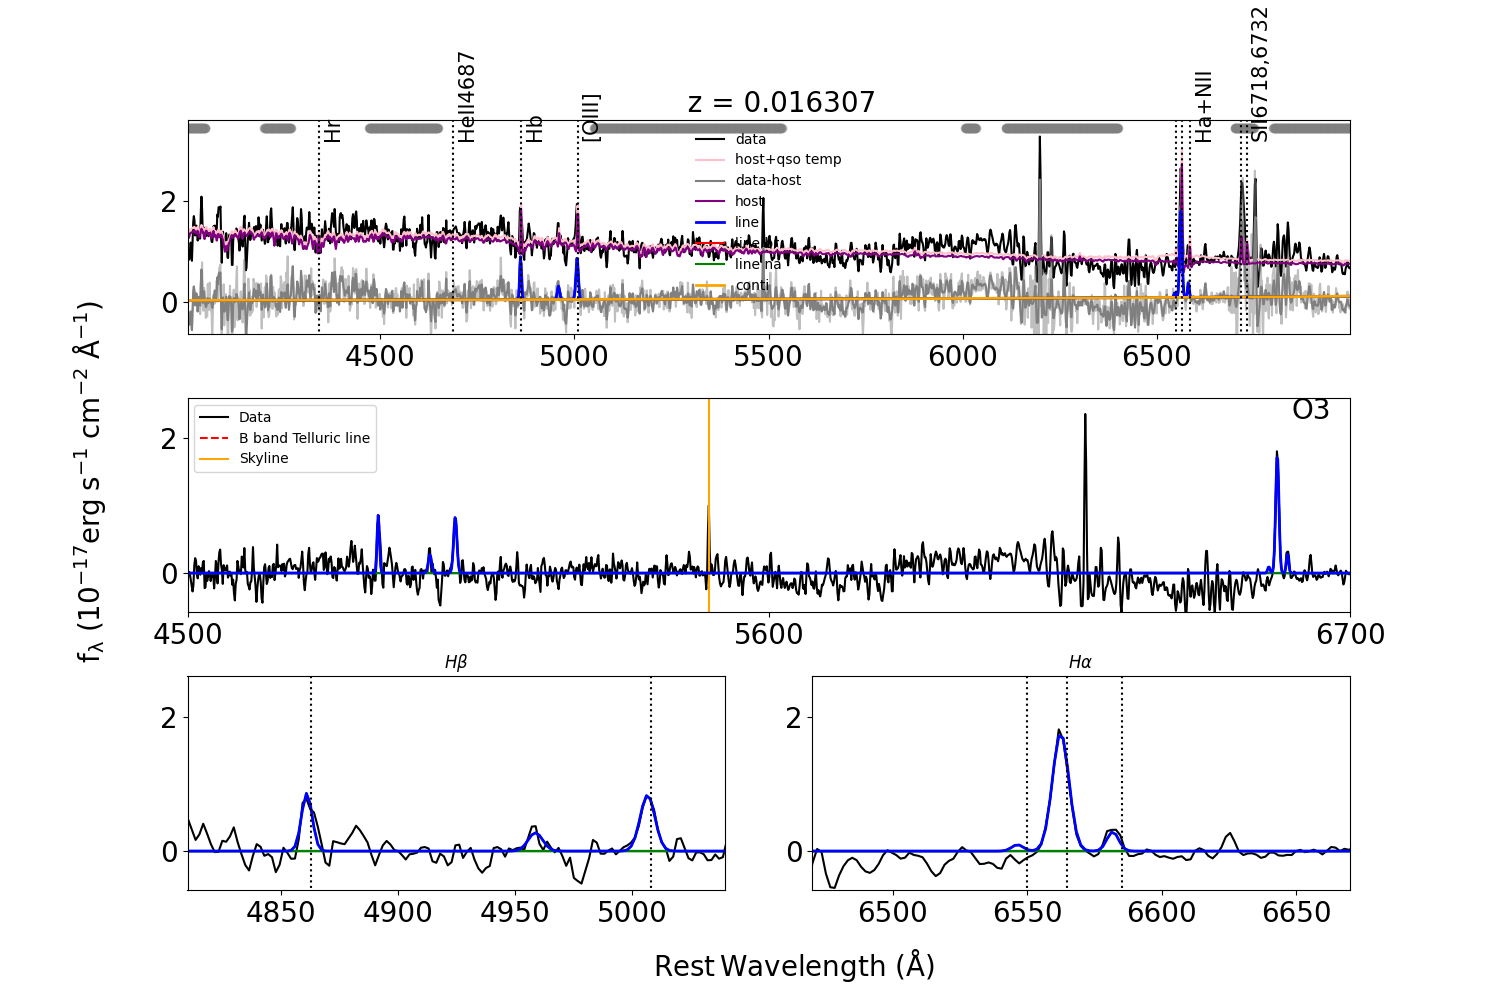 z = 0.016307
Hr
HeII4687
Hb
[OIII]
Ha+NII
SII6718,6732
data
host+qso temp
data-host
host
line
line na
conti
2
0
4500
5000
5500
6000
6500
Data
B band Telluric line
Skyline
O3
2
0
4500
5600
6700
fλ (10⁻¹⁷erg s⁻¹ cm⁻² Å⁻¹)
Hβ
2
0
4850
4900
4950
5000
Hα
2
0
6500
6550
6600
6650
Rest Wavelength (Å)